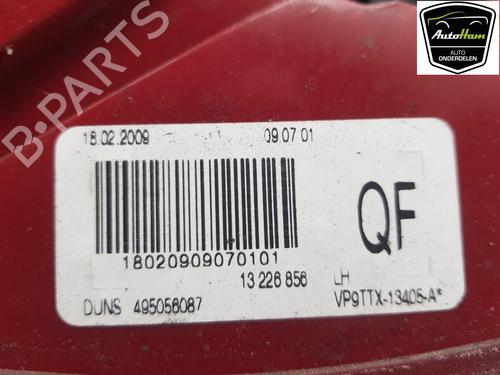 AutoHam
AUTO
ONDERDELEN
B-PARTS
18.02.2009 09.07 01
QF
18020909070101
13 226 856 LH
DUNS 495056087 VP9TTX-13405-A*